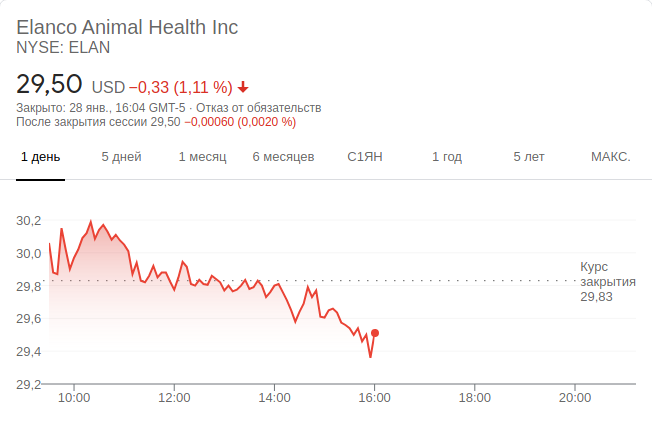 Elanco Animal Health Inc
NYSE: ELAN
29,50 USD −0,33 (1,11 %)
Закрыто: 28 янв., 16:04 GMT-5 · Отказ от обязательств
После закрытия сессии 29,50 −0,00060 (0,0020 %)
1 день 5 дней 1 месяц 6 месяцев С1ЯН 1 год 5 лет МАКС.
30,2
30,0
29,8
29,6
29,4
29,2
Курс
закрытия
29,83
10:00 12:00 14:00 16:00 18:00 20:00